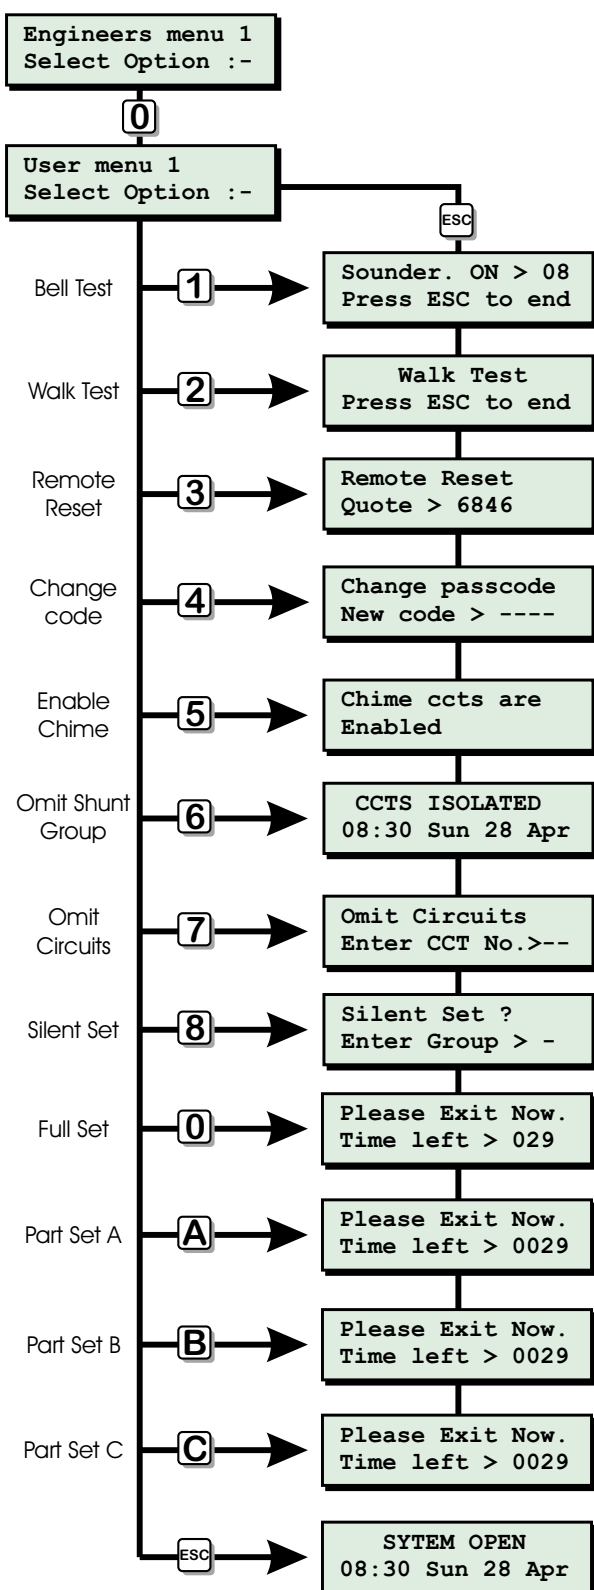 Engineers menu 1
Select Option :-
0
User menu 1
Select Option :-
ESC
Bell Test
1
Sounder. ON > 08
Press ESC to end
Walk Test
2
Walk Test
Press ESC to end
Remote
Reset
3
Remote Reset
Quote > 6846
Change
code
4
Change passcode
New code > ----
Enable
Chime
5
Chime ccts are
Enabled
Omit Shunt
Group
6
CCTS ISOLATED
08:30 Sun 28 Apr
Omit
Circuits
7
Omit Circuits
Enter CCT No.>--
Silent Set
8
Silent Set ?
Enter Group > -
Full Set
0
Please Exit Now.
Time left > 029
Part Set A
A
Please Exit Now.
Time left > 0029
Part Set B
B
Please Exit Now.
Time left > 0029
Part Set C
C
Please Exit Now.
Time left > 0029
ESC
SYTEM OPEN
08:30 Sun 28 Apr